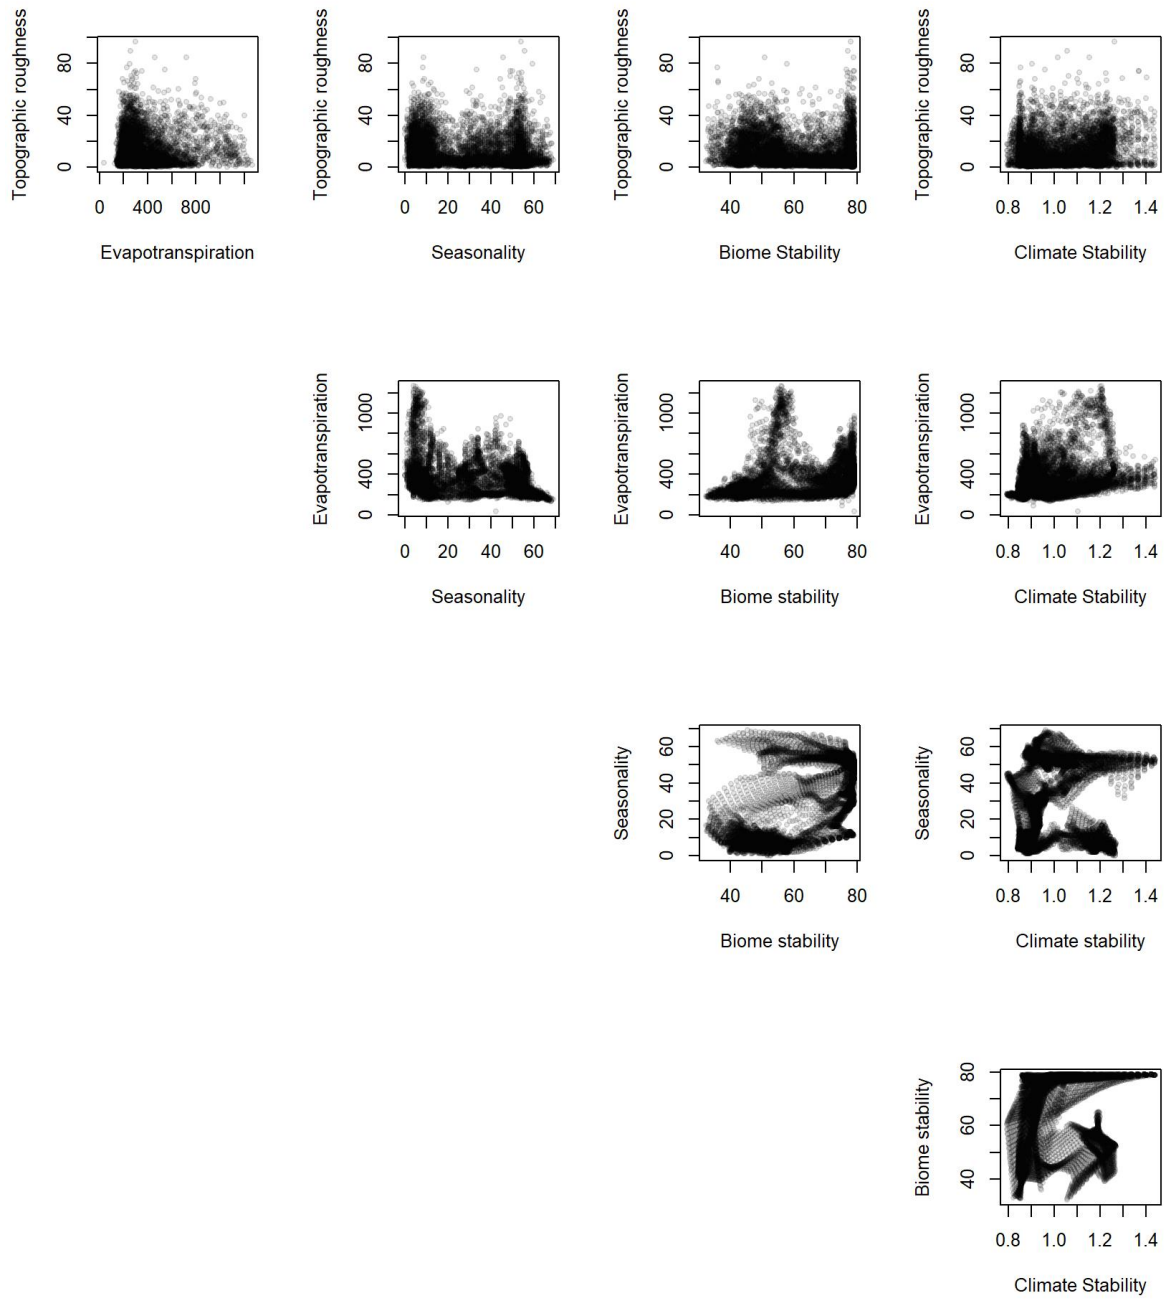 Topographic roughness
80
40
0
0 400 800
Evapotranspiration
Topographic roughness
80
40
0
0 20 40 60
Seasonality
Topographic roughness
80
40
0
40 60 80
Biome Stability
Topographic roughness
80
40
0
0.8 1.0 1.2 1.4
Climate Stability
Evapotranspiration
1000
400
0
0 20 40 60
Seasonality
Evapotranspiration
1000
400
0
40 60 80
Biome stability
Evapotranspiration
1000
400
0
0.8 1.0 1.2 1.4
Climate Stability
Seasonality
60
40
20
0
40 60 80
Biome stability
Seasonality
60
40
20
0
0.8 1.0 1.2 1.4
Climate stability
Biome stability
80
60
40
0.8 1.0 1.2 1.4
Climate Stability